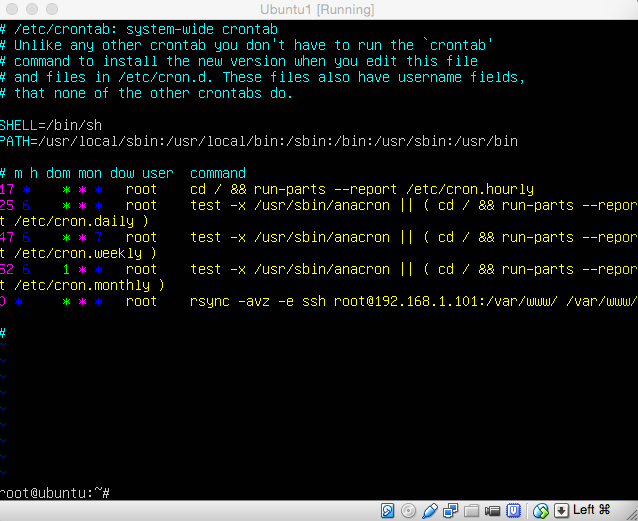 Ubuntu1 [Running]
# /etc/crontab: system-wide crontab
# Unlike any other crontab you don't have to run the `crontab'
# command to install the new version when you edit this file
# and files in /etc/cron.d. These files also have username fields,
# that none of the other crontabs do.
SHELL=/bin/sh
PATH=/usr/local/sbin:/usr/local/bin:/sbin:/bin:/usr/sbin:/usr/bin
# m h dom mon dow user  command
17 *    * * *   root    cd / && run-parts --report /etc/cron.hourly
25 6    * * *   root    test -x /usr/sbin/anacron || ( cd / && run-parts --repor
t /etc/cron.daily )
47 6    * * 7   root    test -x /usr/sbin/anacron || ( cd / && run-parts --repor
t /etc/cron.weekly )
52 6    1 * *   root    test -x /usr/sbin/anacron || ( cd / && run-parts --repor
t /etc/cron.monthly )
0 *     * * *   root    rsync -avz -e ssh root@192.168.1.101:/var/www/ /var/www/
#
~
~
~
~
~
~
~
~
~
root@ubuntu:~#
Left ⌘